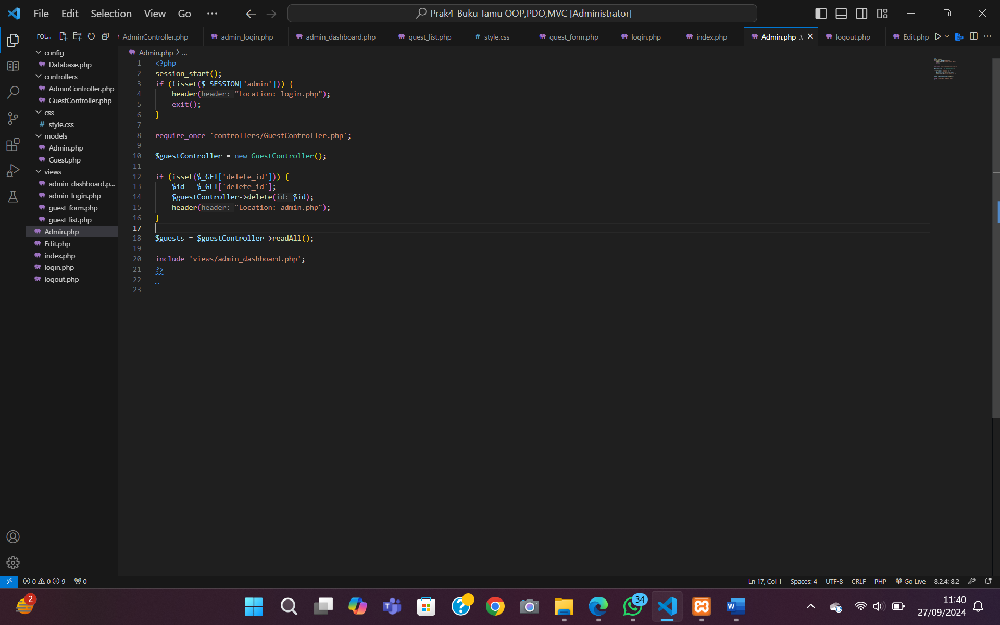 File Edit Selection View Go ···
Prak4-Buku Tamu OOP,PDO,MVC [Administrator]
FOL...
AdminController.php admin_login.php admin_dashboard.php guest_list.php # style.css guest_form.php login.php index.php Admin.php .\ logout.php Edit.php
Admin.php > ...
config
Database.php
controllers
AdminController.php
GuestController.php
css
# style.css
models
Admin.php
Guest.php
views
admin_dashboard.p...
admin_login.php
guest_form.php
guest_list.php
Admin.php
Edit.php
index.php
login.php
logout.php
1 <?php
2 session_start();
3 if (!isset($_SESSION['admin'])) {
4 header(header: "Location: login.php");
5 exit();
6 }
7
8 require_once 'controllers/GuestController.php';
9
10 $guestController = new GuestController();
11
12 if (isset($_GET['delete_id'])) {
13 $id = $_GET['delete_id'];
14 $guestController->delete(id: $id);
15 header(header: "Location: admin.php");
16 }
17
18 $guests = $guestController->readAll();
19
20 include 'views/admin_dashboard.php';
21 ?>
22
23
0 0 9 0
Ln 17, Col 1 Spaces: 4 UTF-8 CRLF PHP Go Live 8.2.4: 8.2
2
34
11:40
27/09/2024